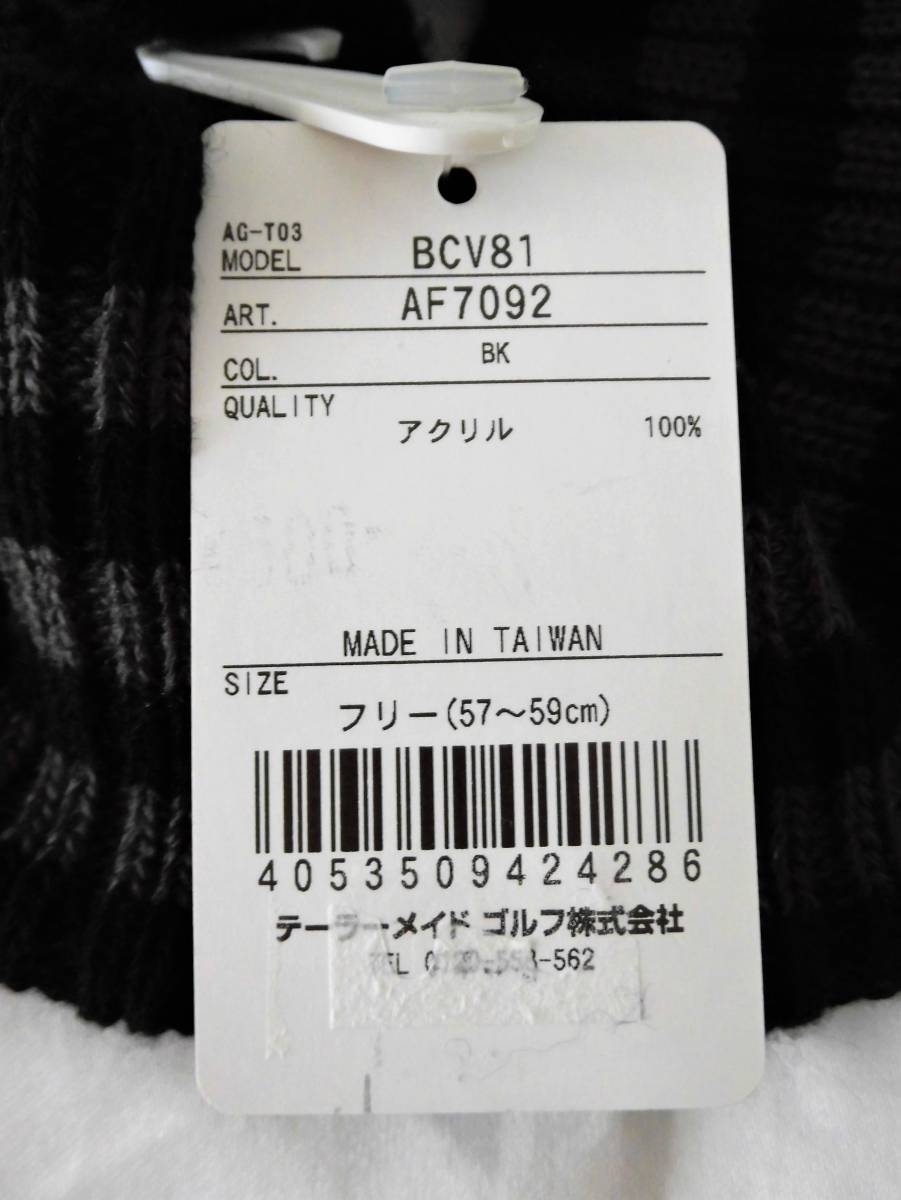 AG-T03
MODEL BCV81
ART. AF7092
COL. BK
QUALITY
アクリル 100%
MADE IN TAIWAN
SIZE
フリー(57～59cm)
4053509424286
テーラーメイド ゴルフ株式会社
-562